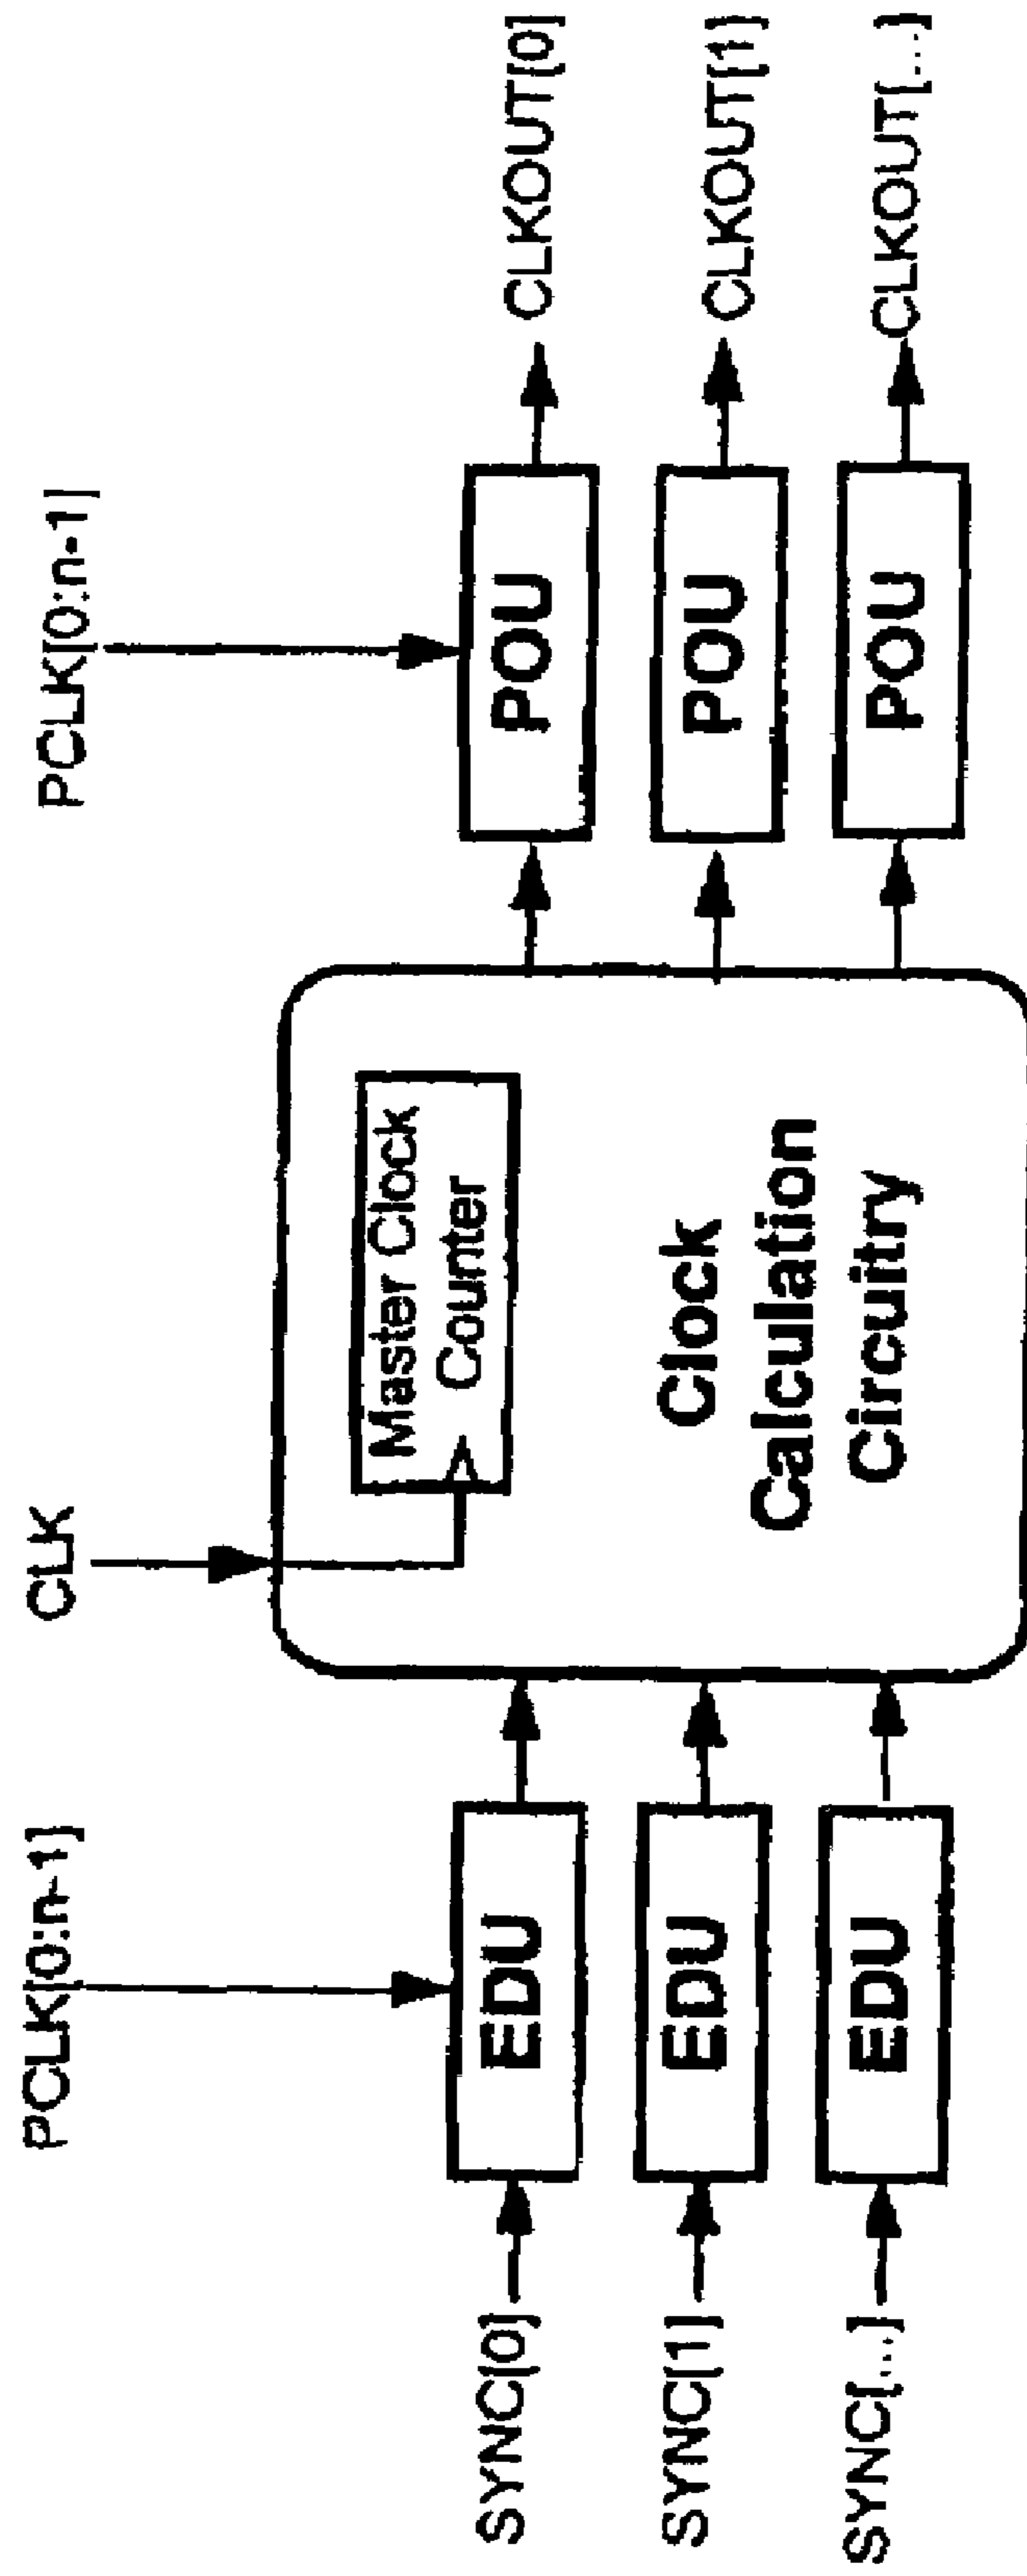 PCLK[0:n-1]
CLK
PCLK[0:n-1]
SYNC[0]
EDU
Master Clock
Counter
POU
CLKOUT[0]
SYNC[1]
EDU
Clock
Calculation
Circuitry
POU
CLKOUT[1]
SYNC[...]
EDU
POU
CLKOUT[...]